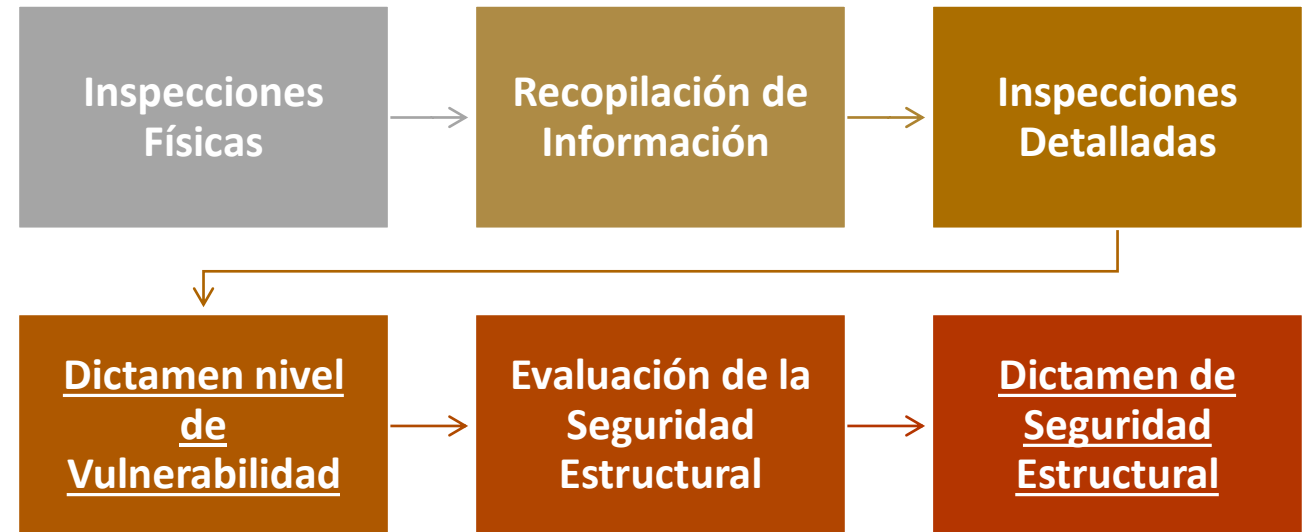 Inspecciones
Físicas
Recopilación de
Información
Inspecciones
Detalladas
Dictamen nivel
de
Vulnerabilidad
Evaluación de la
Seguridad
Estructural
Dictamen de
Seguridad
Estructural